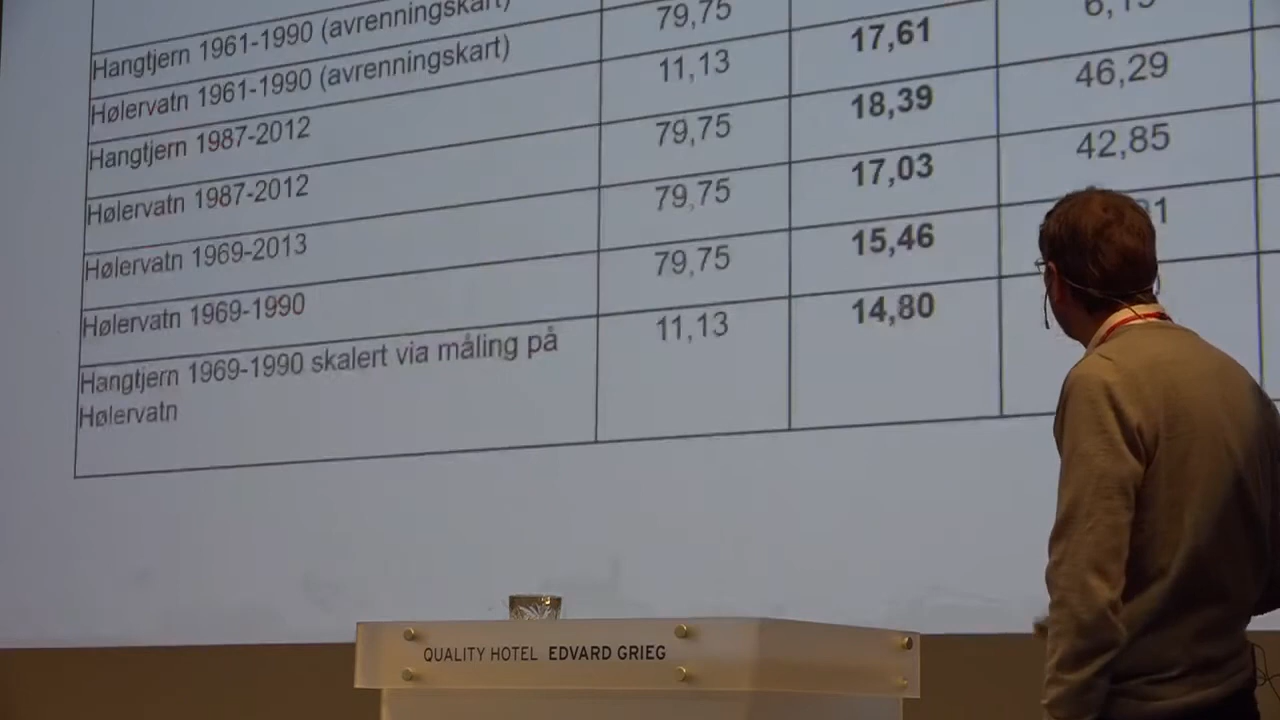 Hangtjern 1961-1990 (avrenningskart)
Hølervatn 1961-1990 (avrenningskart) 79,75
Hangtjern 1987-2012 11,13 17,61
Hølervatn 1987-2012 79,75 18,39 46,29
Hølervatn 1969-2013 79,75 17,03 42,85
Hølervatn 1969-1990 79,75 15,46
Hangtjern 1969-1990 skalert via måling på 11,13 14,80
Hølervatn
QUALITY HOTEL EDVARD GRIEG